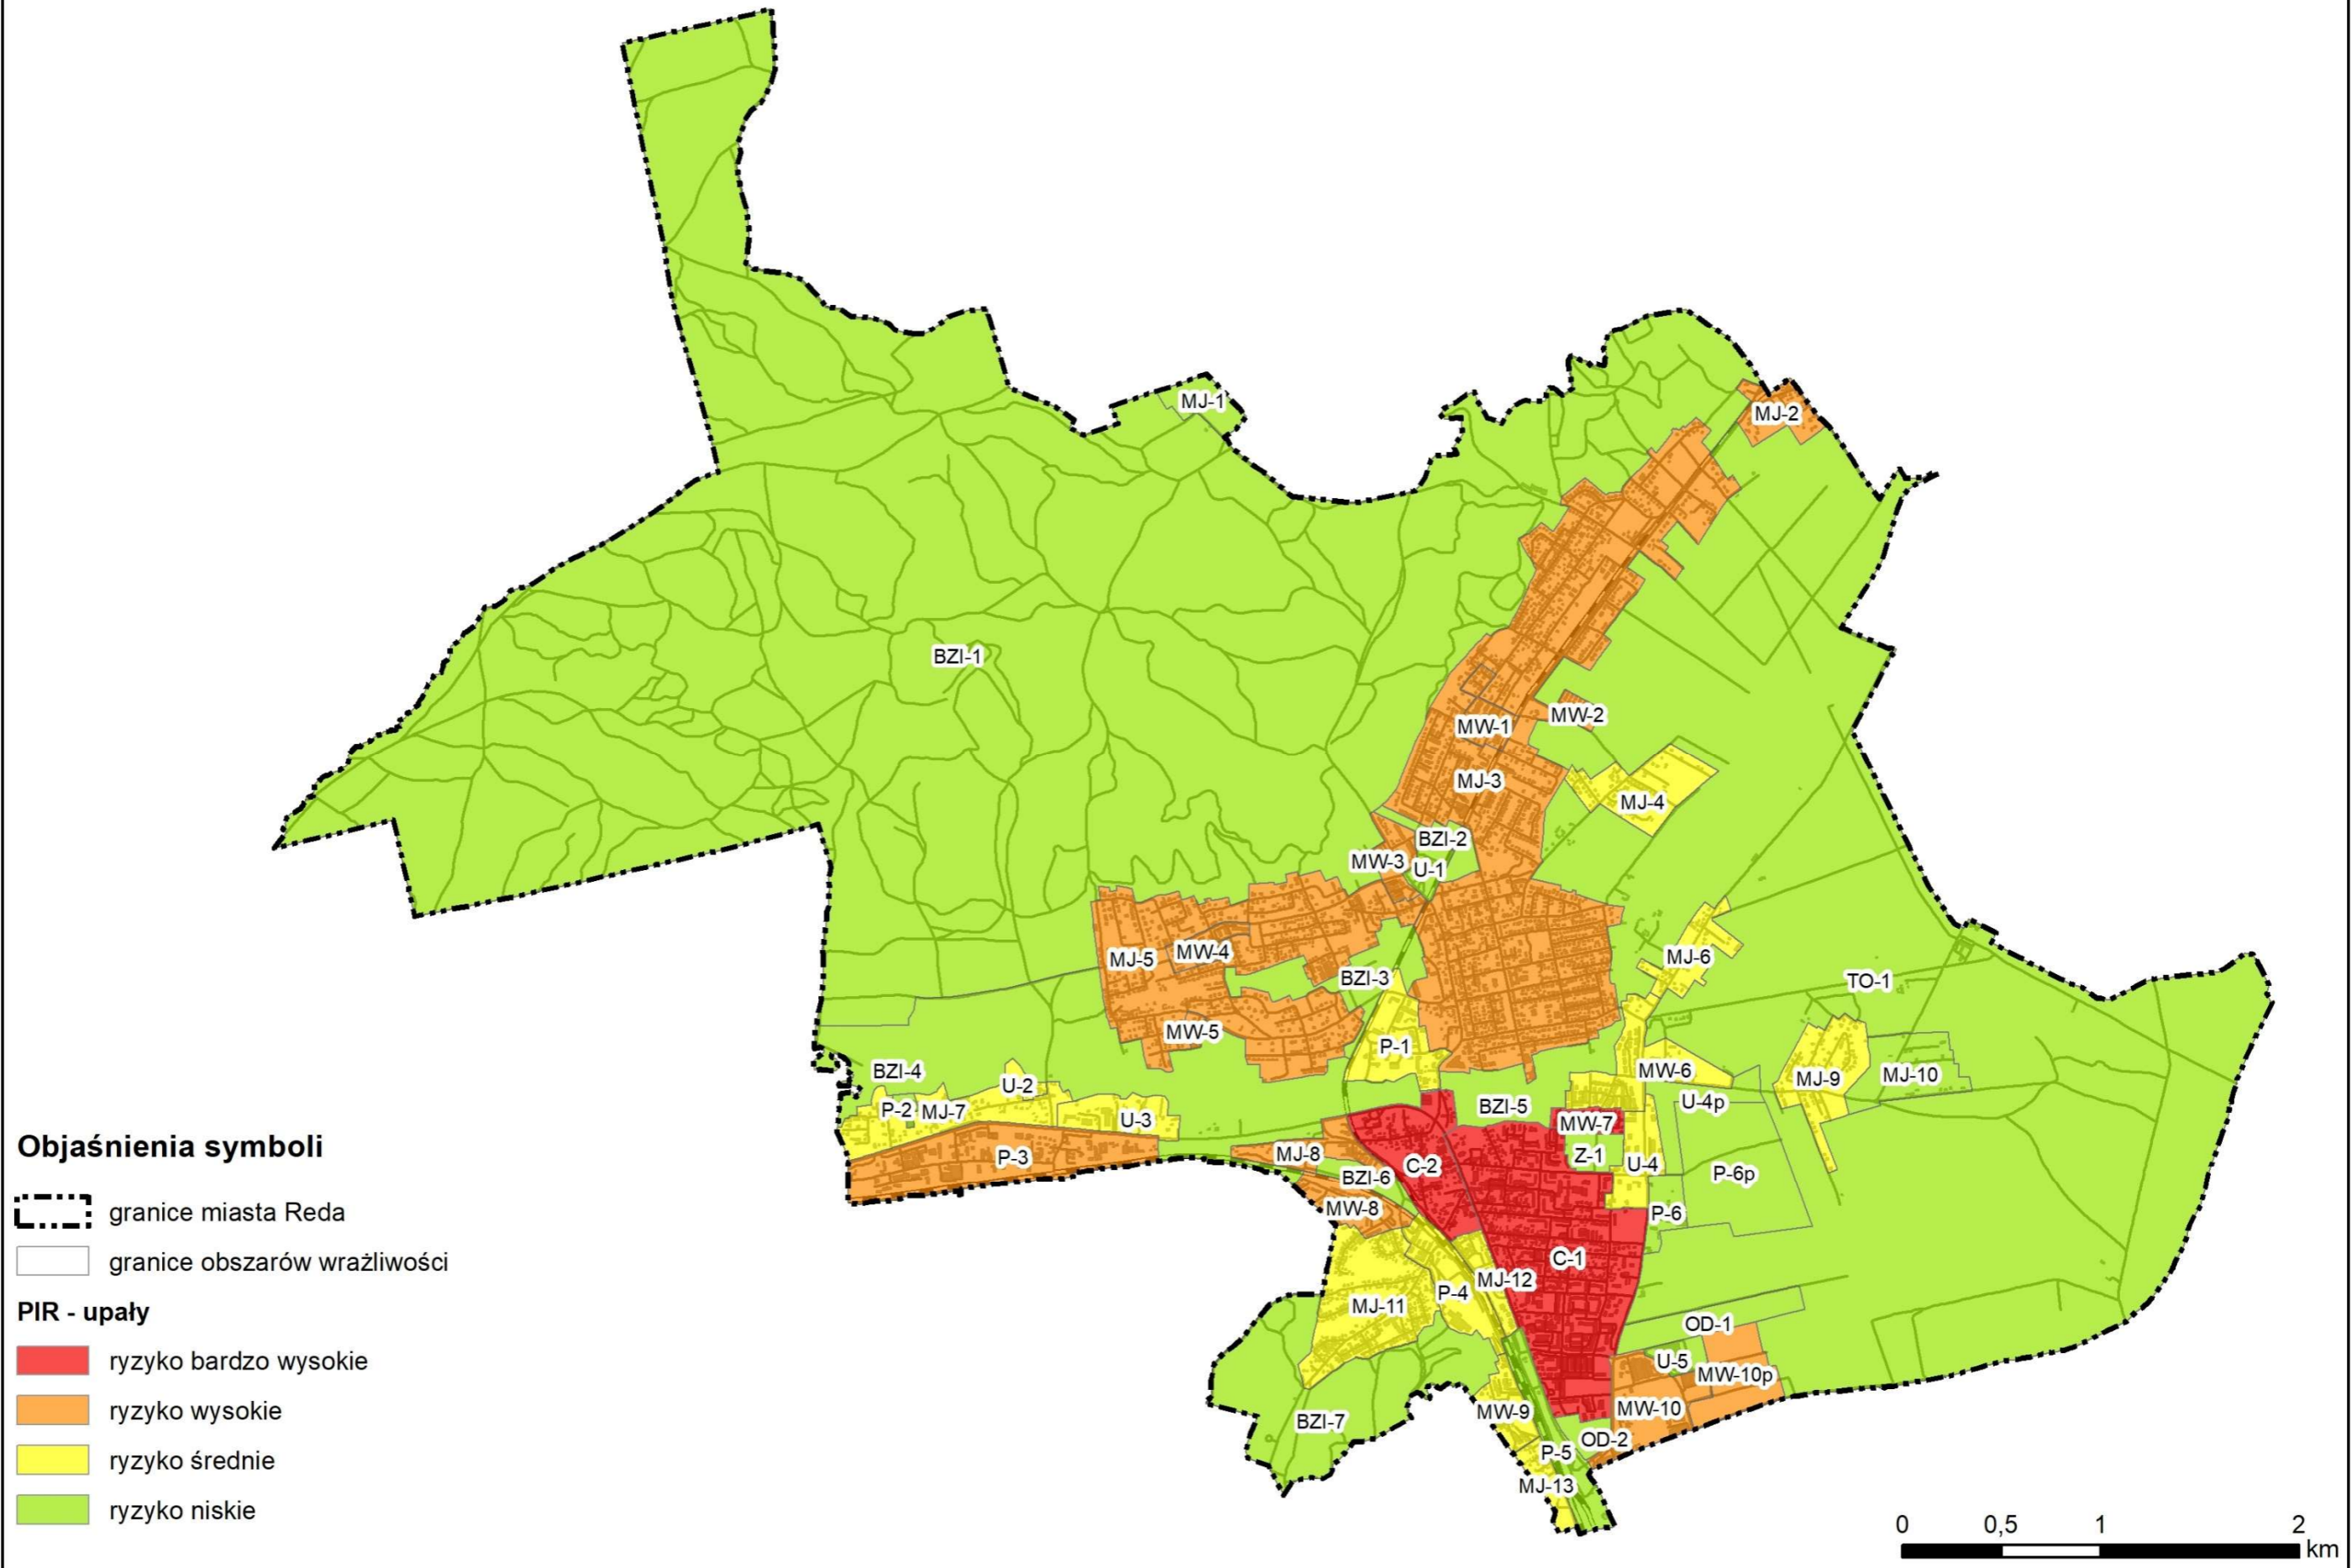 MJ-1
MJ-2
BZI-1
MW-2
MW-1
MJ-3
MJ-4
BZI-2
MW-3
U-1
MW-4
MJ-5
MJ-6
BZI-3
TO-1
MW-5
P-1
BZI-4
MW-6
MJ-10
MJ-9
U-2
U-4p
P-2
MJ-7
BZI-5
U-3
MW-7
P-3
MJ-8
Z-1
C-2
U-4
P-6p
BZI-6
MW-8
P-6
C-1
MJ-12
P-4
MJ-11
OD-1
U-5
MW-10p
MW-10
MW-9
BZI-7
OD-2
P-5
MJ-13
Objaśnienia symboli
granice miasta Reda
granice obszarów wrażliwości
PIR - upały
ryzyko bardzo wysokie
ryzyko wysokie
ryzyko średnie
ryzyko niskie
0 0,5 1 2
km